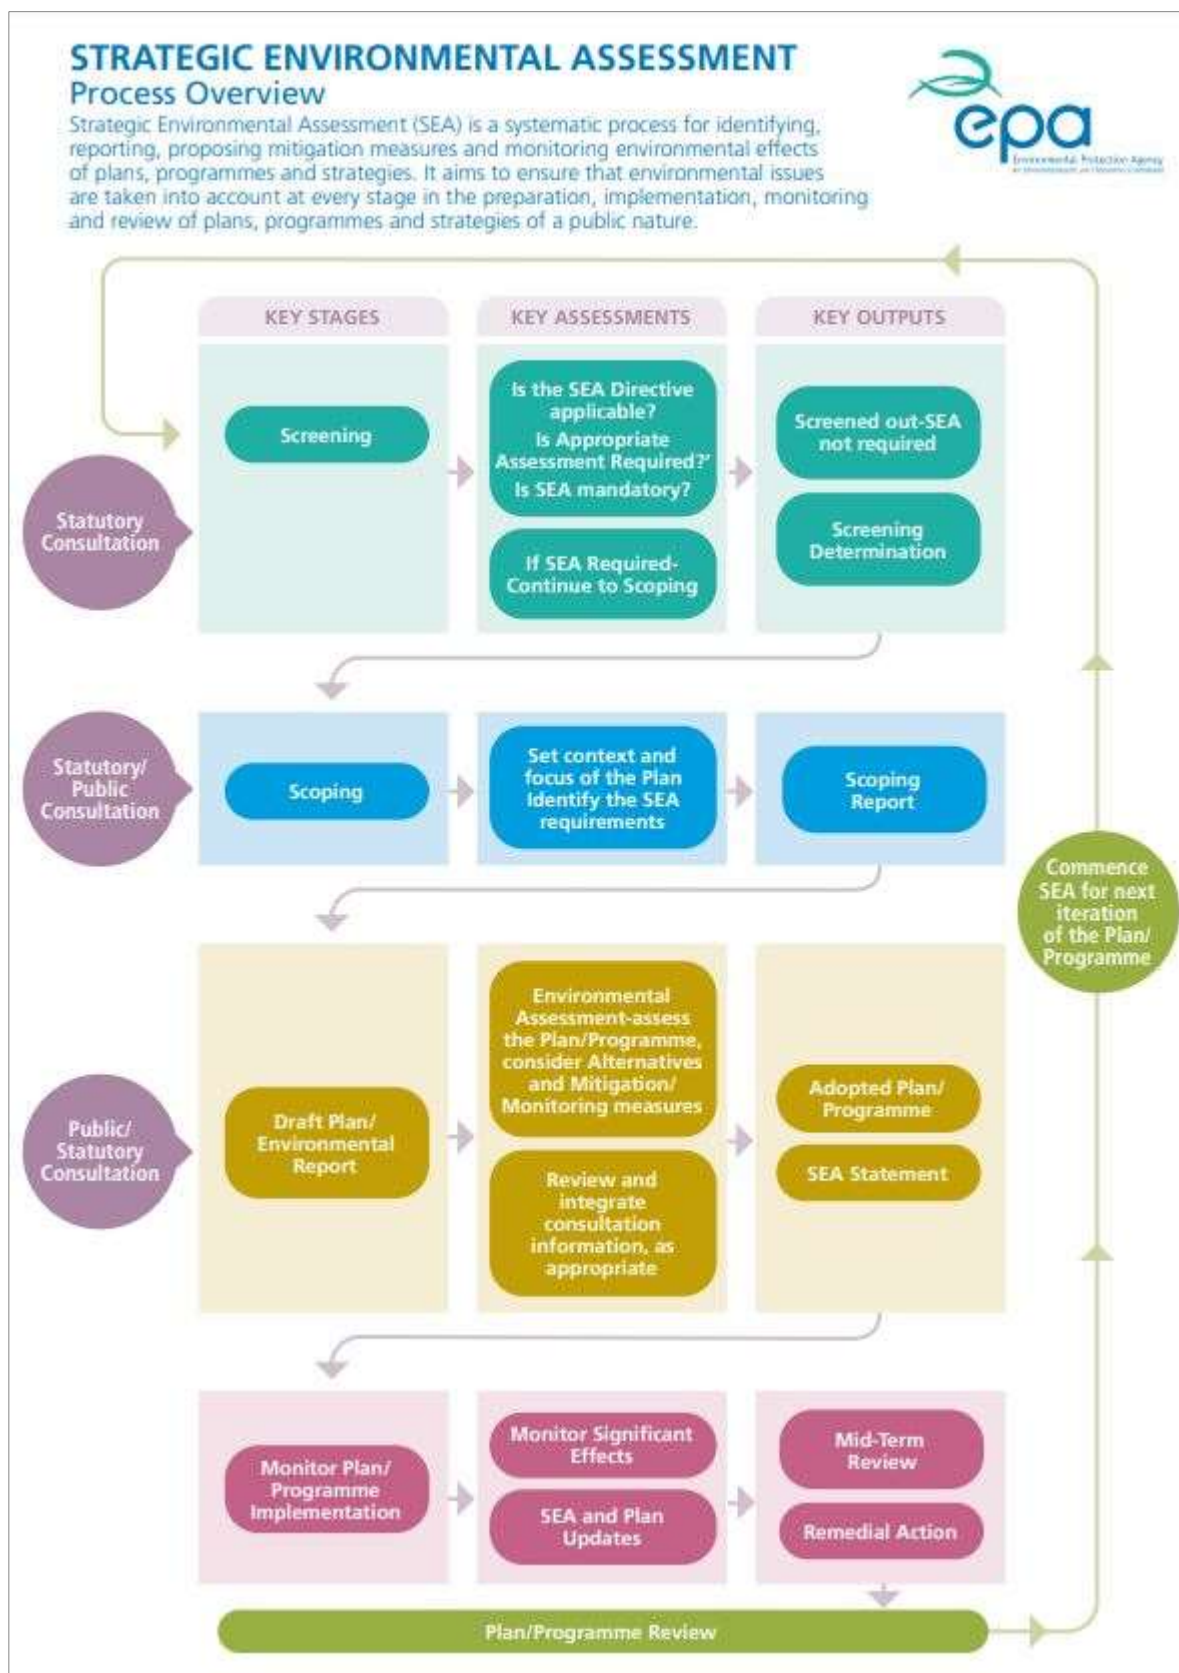 STRATEGIC ENVIRONMENTAL ASSESSMENT
Process Overview
Strategic Environmental Assessment (SEA) is a systematic process for identifying,
reporting, proposing mitigation measures and monitoring environmental effects
of plans, programmes and strategies. It aims to ensure that environmental issues
are taken into account at every stage in the preparation, implementation, monitoring
and review of plans, programmes and strategies of a public nature.
epa
Environmental Protection Agency
KEY STAGES
KEY ASSESSMENTS
KEY OUTPUTS
Statutory
Consultation
Screening
Is the SEA Directive
applicable?
Is Appropriate
Assessment Required?'
Is SEA mandatory?
If SEA Required-
Continue to Scoping
Screened out-SEA
not required
Screening
Determination
Statutory/
Public
Consultation
Scoping
Set context and
focus of the Plan
Identify the SEA
requirements
Scoping
Report
Commence
SEA for next
iteration
of the Plan/
Programme
Public/
Statutory
Consultation
Draft Plan/
Environmental
Report
Environmental
Assessment-assess
the Plan/Programme,
consider Alternatives
and Mitigation/
Monitoring measures
Review and
integrate
consultation
information, as
appropriate
Adopted Plan/
Programme
SEA Statement
Monitor Plan/
Programme
Implementation
Monitor Significant
Effects
SEA and Plan
Updates
Mid-Term
Review
Remedial Action
Plan/Programme Review